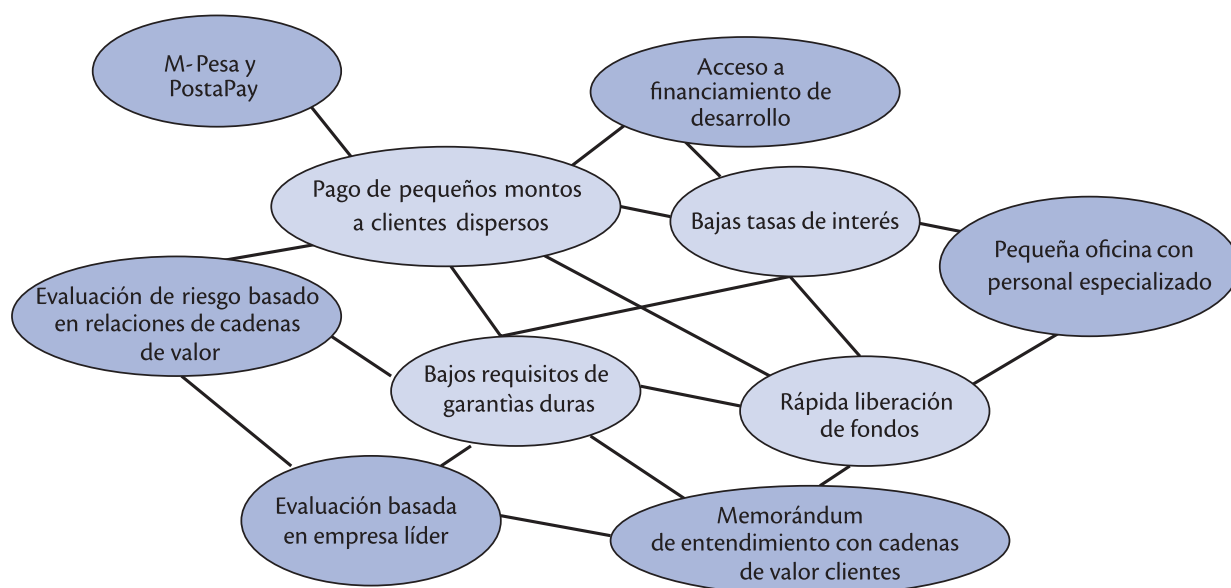 M-Pesa y
PostaPay
Acceso a
financiamiento de
desarrollo
Pago de pequeños montos
a clientes dispersos
Bajas tasas de interés
Pequeña oficina con
personal especializado
Evaluación de riesgo basado
en relaciones de cadenas
de valor
Bajos requisitos de
garantìas duras
Rápida liberación
de fondos
Evaluación basada
en empresa líder
Memorándum
de entendimiento con cadenas
de valor clientes